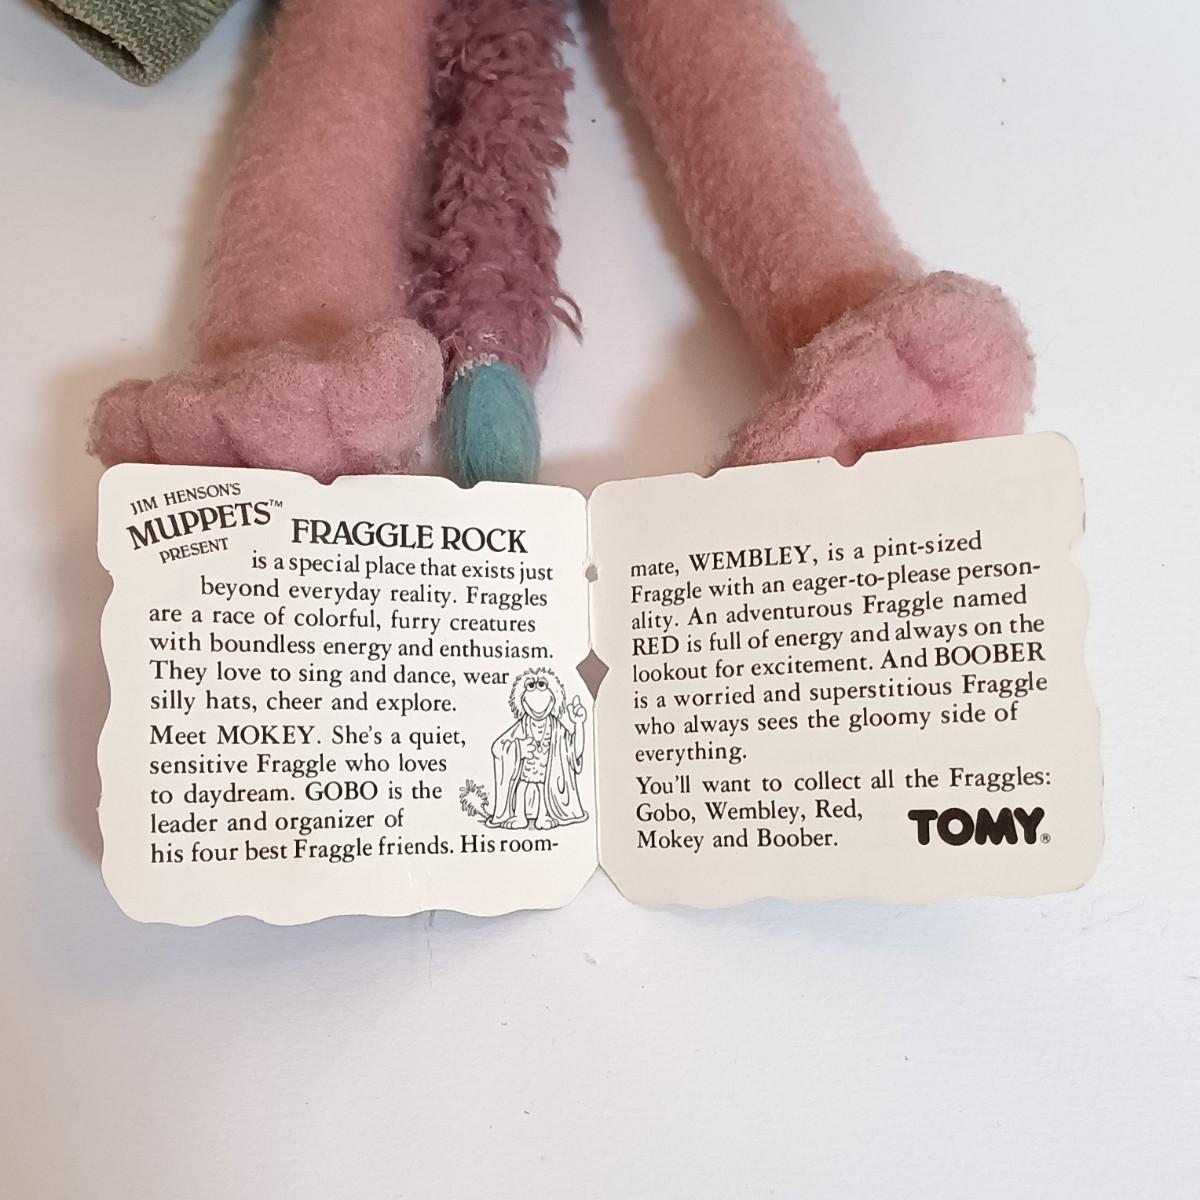 JIM HENSON'S
MUPPETS™
PRESENT
FRAGGLE ROCK
is a special place that exists just
beyond everyday reality. Fraggles
are a race of colorful, furry creatures
with boundless energy and enthusiasm.
They love to sing and dance, wear
silly hats, cheer and explore.
Meet MOKEY. She's a quiet,
sensitive Fraggle who loves
to daydream. GOBO is the
leader and organizer of
his four best Fraggle friends. His room-
mate, WEMBLEY, is a pint-sized
Fraggle with an eager-to-please person-
ality. An adventurous Fraggle named
RED is full of energy and always on the
lookout for excitement. And BOOBER
is a worried and superstitious Fraggle
who always sees the gloomy side of
everything.
You'll want to collect all the Fraggles:
Gobo, Wembley, Red,
Mokey and Boober.
TOMY®